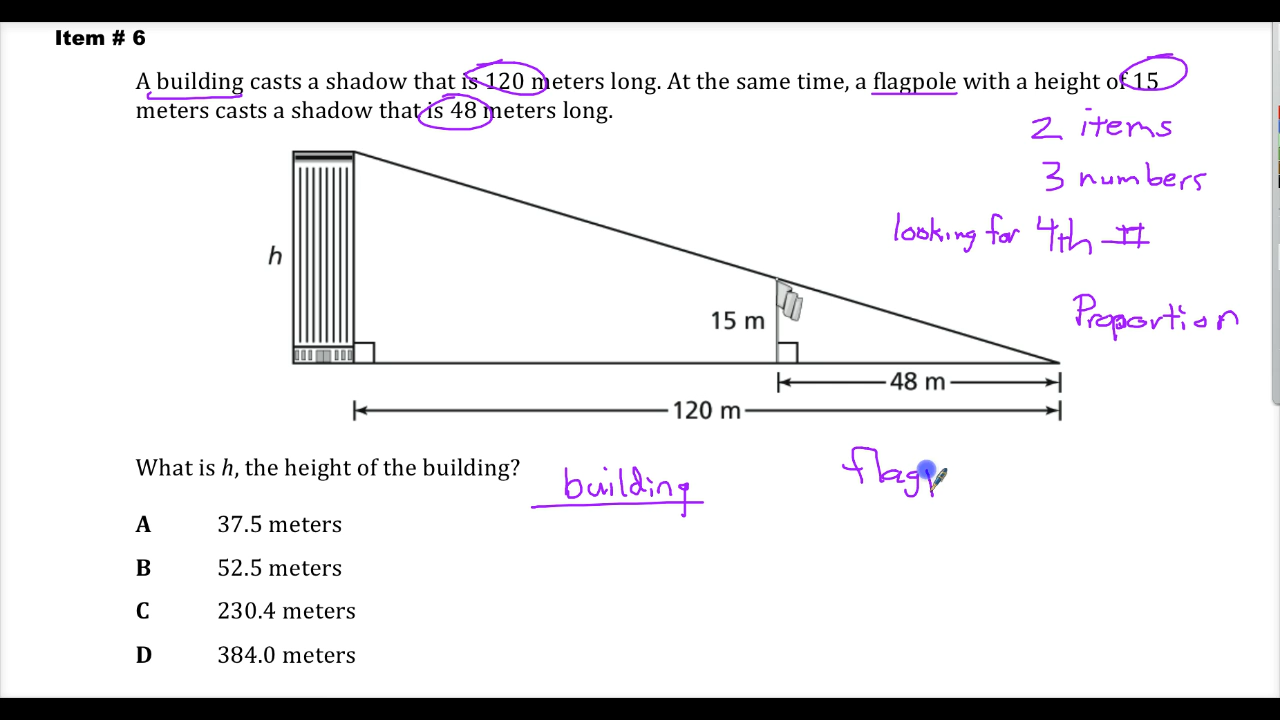 Item # 6
A building casts a shadow that is 120 meters long. At the same time, a flagpole with a height of 15
meters casts a shadow that is 48 meters long.
2 items
3 numbers
looking for 4th #
h
15 m
Proportion
48 m
120 m
What is h, the height of the building?
building
flagp
A 37.5 meters
B 52.5 meters
C 230.4 meters
D 384.0 meters